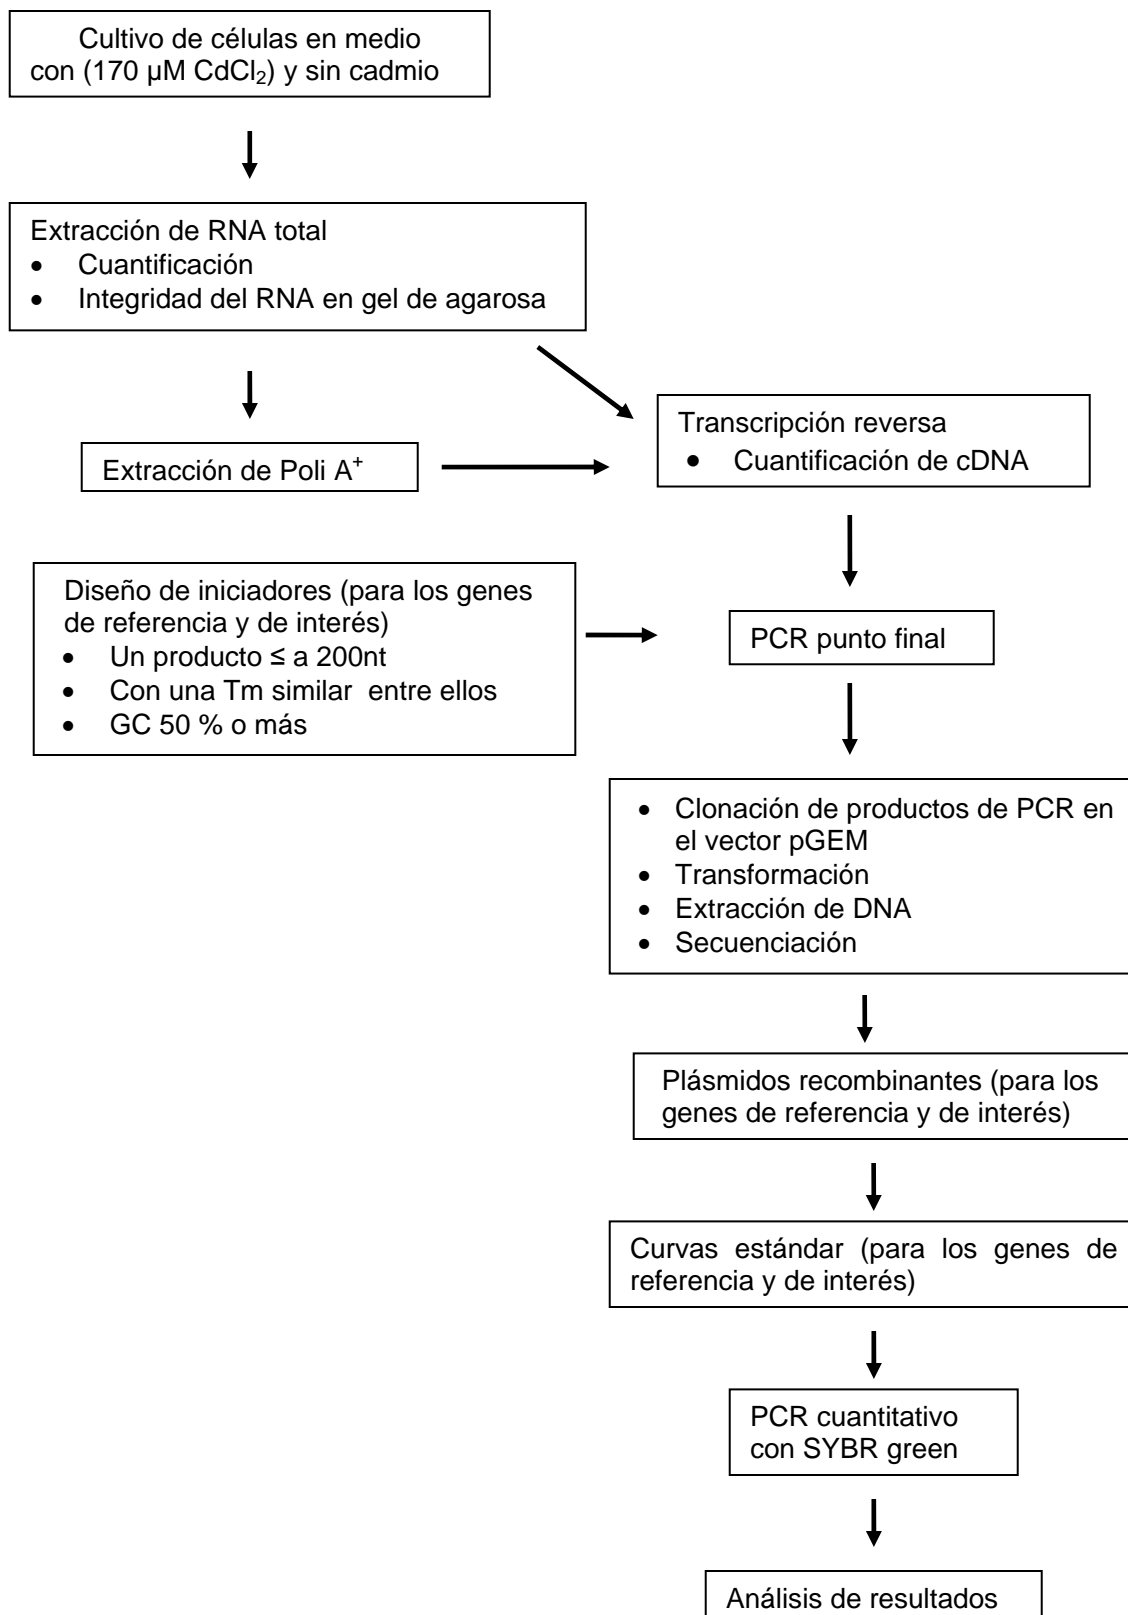 Cultivo de células en medio
con (170 µM CdCl₂) y sin cadmio
Extracción de RNA total
• Cuantificación
• Integridad del RNA en gel de agarosa
Extracción de Poli A⁺
Transcripción reversa
• Cuantificación de cDNA
Diseño de iniciadores (para los genes
de referencia y de interés)
• Un producto ≤ a 200nt
• Con una Tm similar entre ellos
• GC 50 % o más
PCR punto final
• Clonación de productos de PCR en
el vector pGEM
• Transformación
• Extracción de DNA
• Secuenciación
Plásmidos recombinantes (para los
genes de referencia y de interés)
Curvas estándar (para los genes de
referencia y de interés)
PCR cuantitativo
con SYBR green
Análisis de resultados